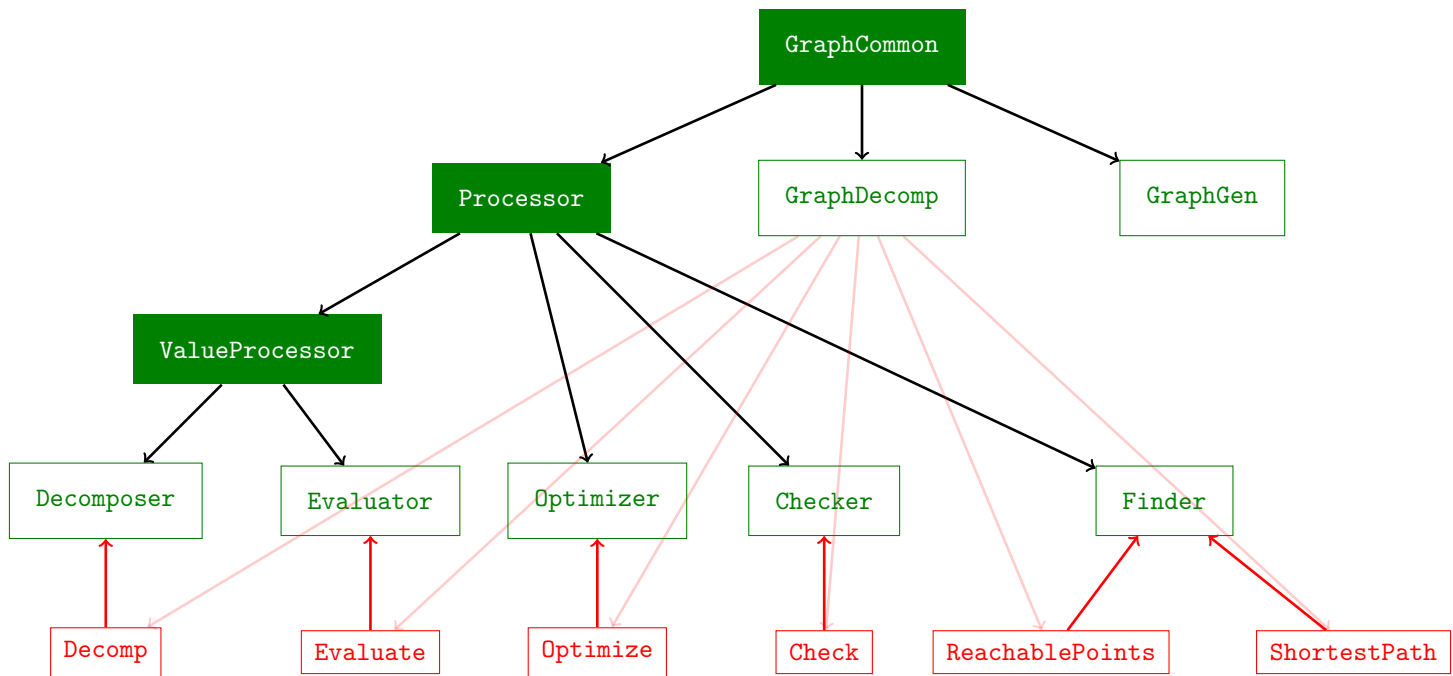 GraphCommon
Processor
GraphDecomp
GraphGen
ValueProcessor
Decomposer
Evaluator
Optimizer
Checker
Finder
Decomp
Evaluate
Optimize
Check
ReachablePoints
ShortestPath